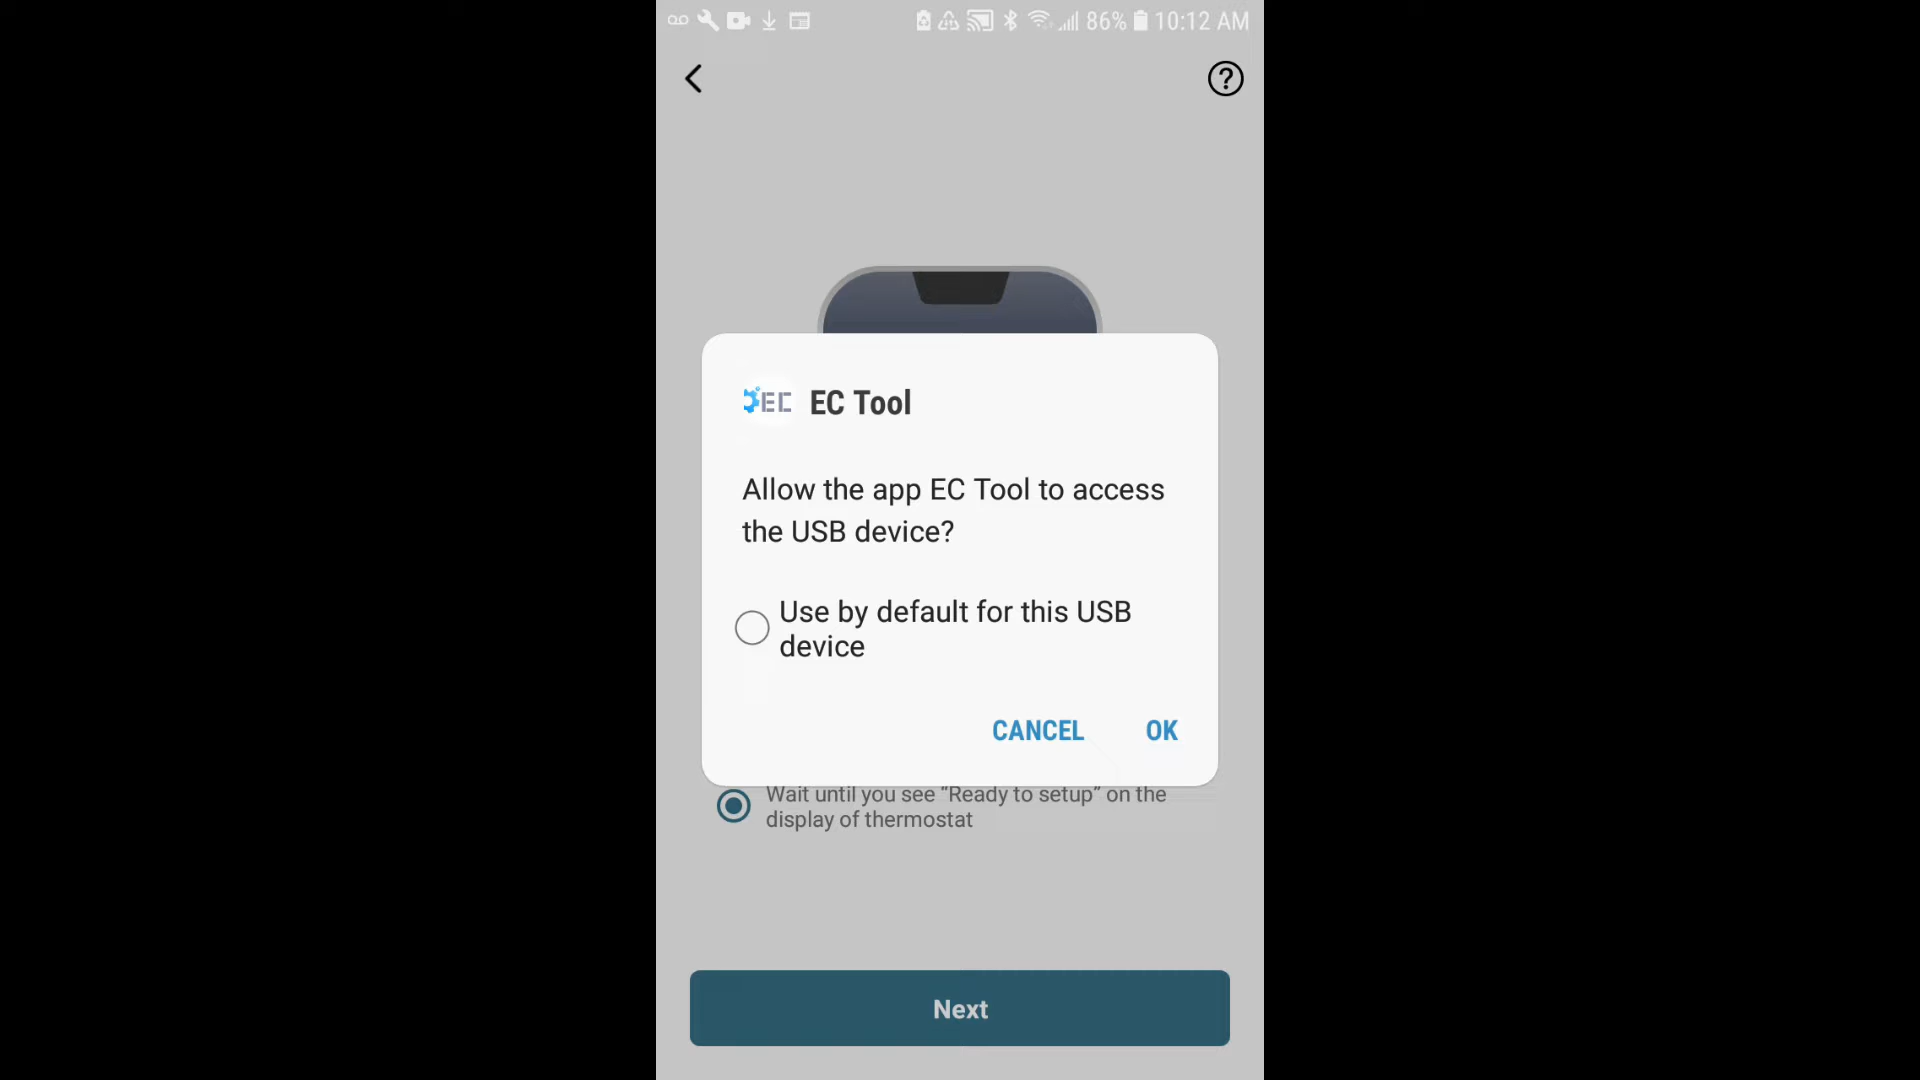 86% 10:12 AM
EC EC Tool
Allow the app EC Tool to access
the USB device?
Use by default for this USB
device
CANCEL OK
Wait until you see “Ready to setup” on the
display of thermostat
Next